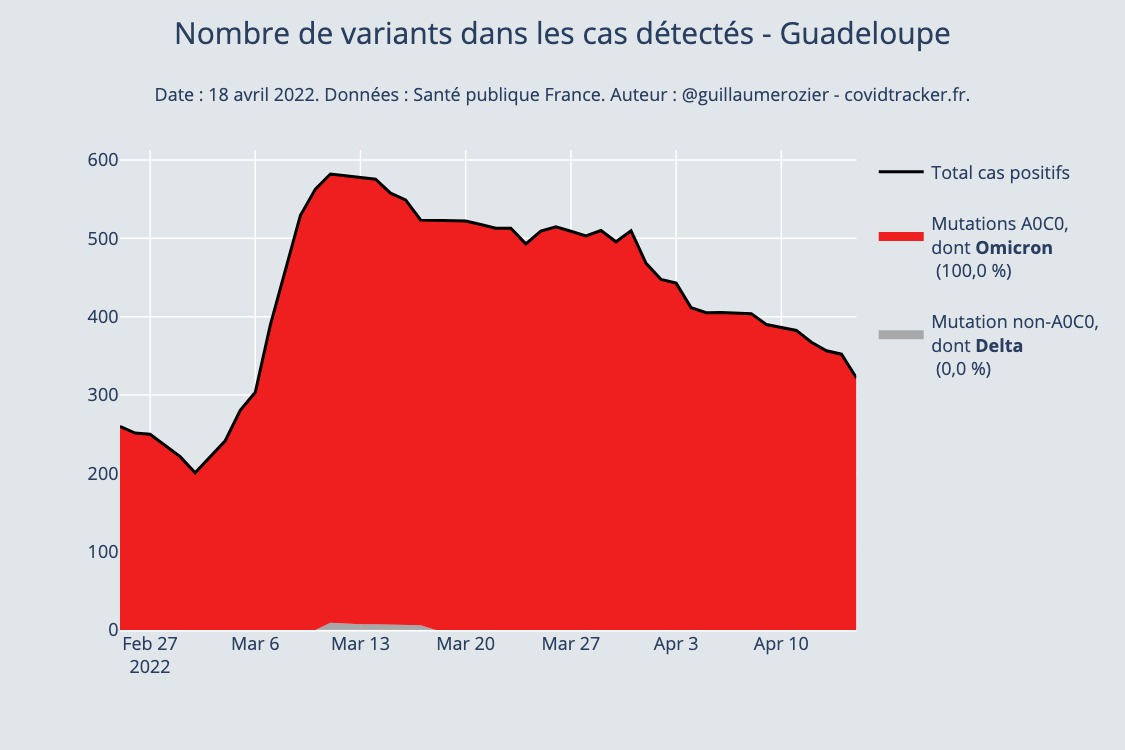 Nombre de variants dans les cas détectés - Guadeloupe
Date : 18 avril 2022. Données : Santé publique France. Auteur : @guillaumerozier - covidtracker.fr.
600
500
400
300
200
100
0
Feb 27
2022
Mar 6
Mar 13
Mar 20
Mar 27
Apr 3
Apr 10
Total cas positifs
Mutations A0C0,
dont Omicron
(100,0 %)
Mutation non-A0C0,
dont Delta
(0,0 %)